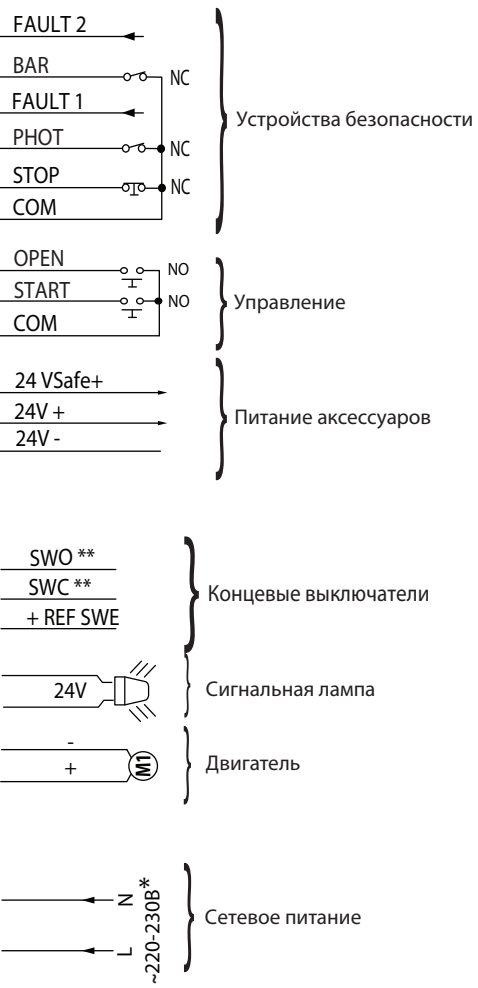 FAULT 2
BAR
NC
FAULT 1
PHOT
NC
STOP
NC
COM
Устройства безопасности
OPEN
NO
START
NO
COM
Управление
24 VSafe+
24V +
24V -
Питание аксессуаров
SWO **
SWC **
+ REF SWE
Концевые выключатели
24V
Сигнальная лампа
-
+
M1
Двигатель
N
L
~220-230В*
Сетевое питание